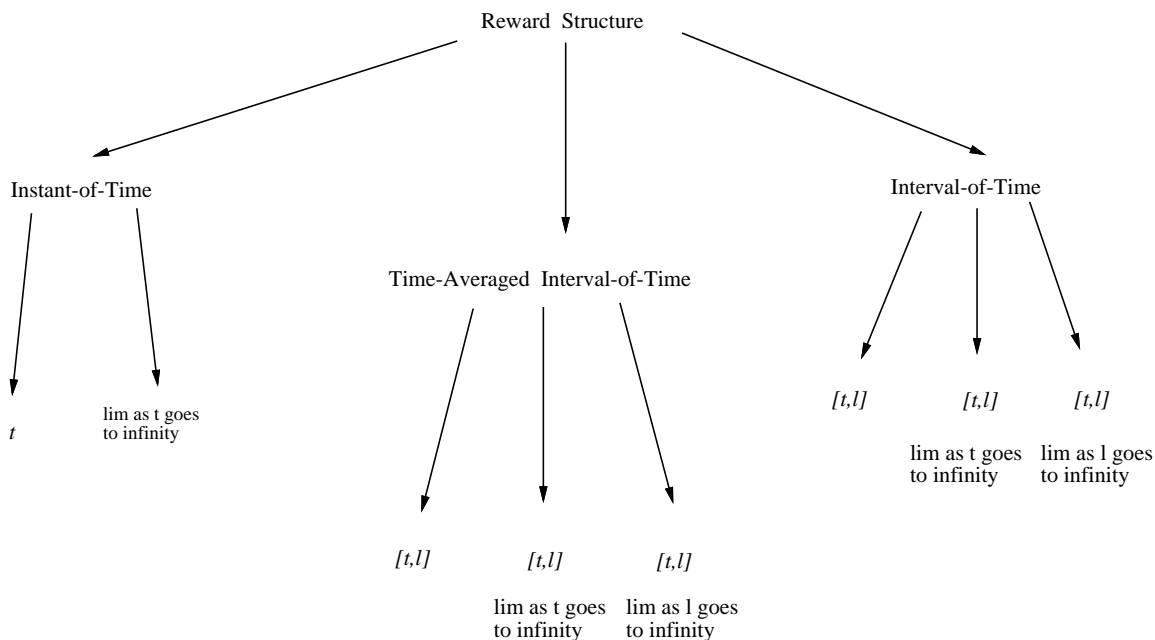 Reward Structure
Instant-of-Time
Interval-of-Time
Time-Averaged Interval-of-Time
t
lim as t goes
to infinity
[t,l]
[t,l]
lim as t goes
to infinity
[t,l]
lim as l goes
to infinity
[t,l]
[t,l]
lim as t goes
to infinity
[t,l]
lim as l goes
to infinity